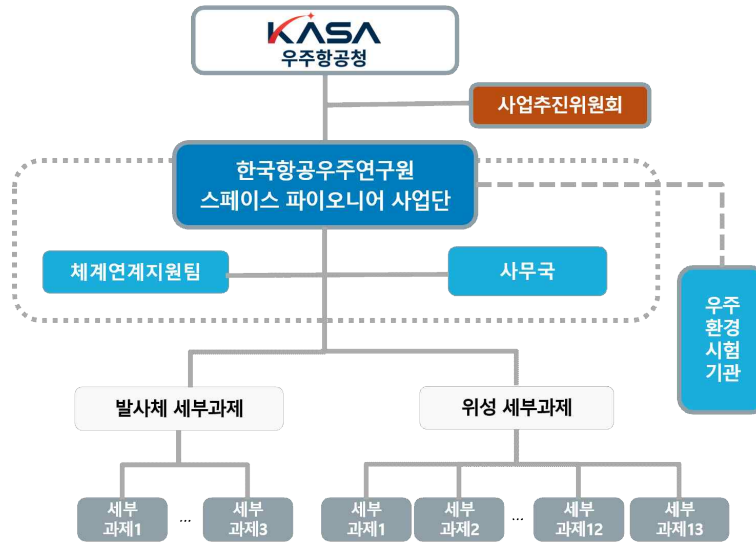 KASA
우주항공청
사업추진위원회
한국항공우주연구원
스페이스 파이오니어 사업단
체계연계지원팀
사무국
우주
환경
시험
기관
발사체 세부과제
위성 세부과제
세부
과제1
...
세부
과제3
세부
과제1
세부
과제2
...
세부
과제12
세부
과제13